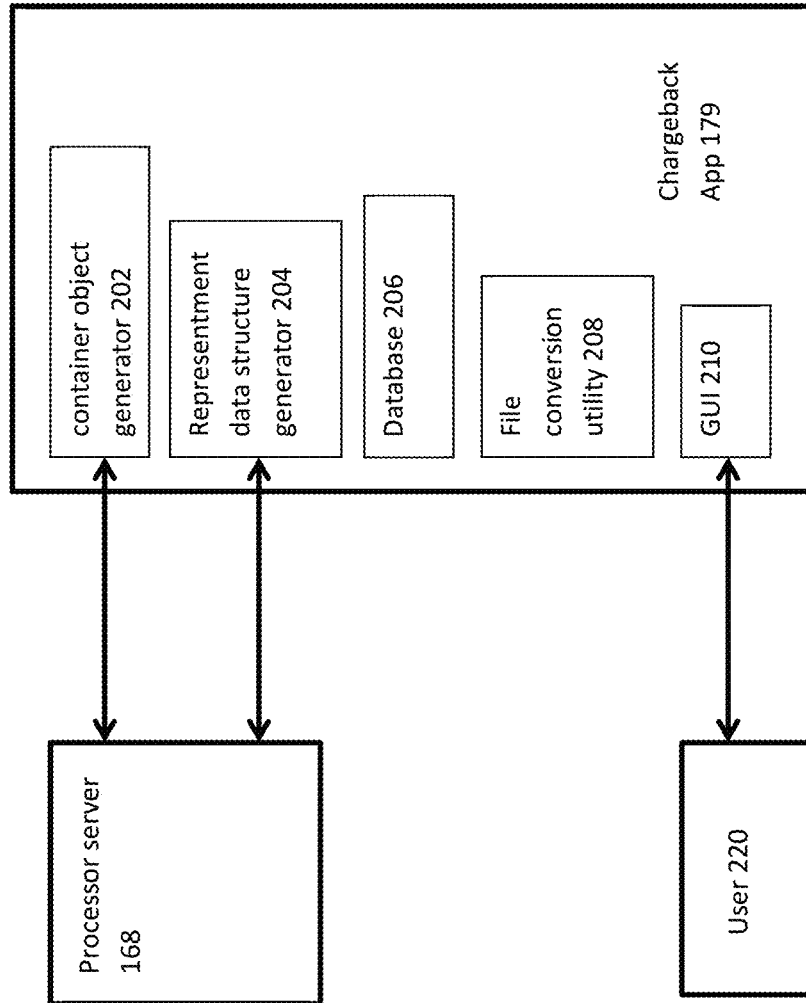 Processor server
168
User 220
container object
generator 202
Representment
data structure
generator 204
Database 206
File
conversion
utility 208
GUI 210
Chargeback
App 179